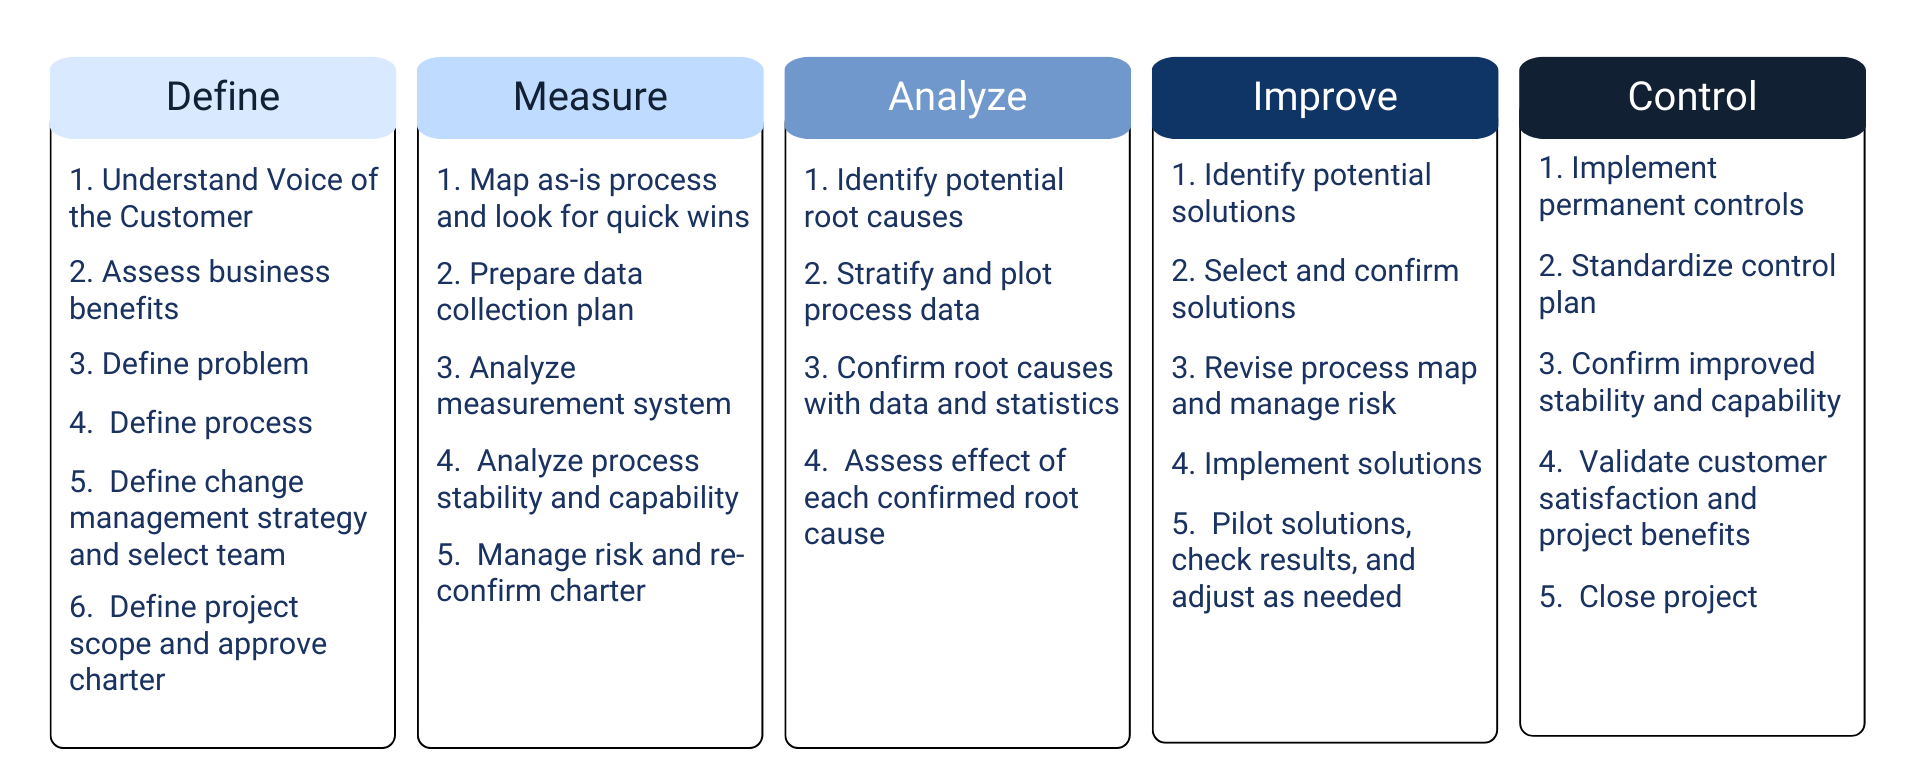 Define
1. Understand Voice of
the Customer
2. Assess business
benefits
3. Define problem
4.  Define process
5.  Define change
management strategy
and select team
6.  Define project
scope and approve
charter
Measure
1. Map as-is process
and look for quick wins
2. Prepare data
collection plan
3. Analyze
measurement system
4.  Analyze process
stability and capability
5.  Manage risk and re-
confirm charter
Analyze
1. Identify potential
root causes
2. Stratify and plot
process data
3. Confirm root causes
with data and statistics
4.  Assess effect of
each confirmed root
cause
Improve
1. Identify potential
solutions
2. Select and confirm
solutions
3. Revise process map
and manage risk
4. Implement solutions
5.  Pilot solutions,
check results, and
adjust as needed
Control
1. Implement
permanent controls
2. Standardize control
plan
3. Confirm improved
stability and capability
4.  Validate customer
satisfaction and
project benefits
5.  Close project